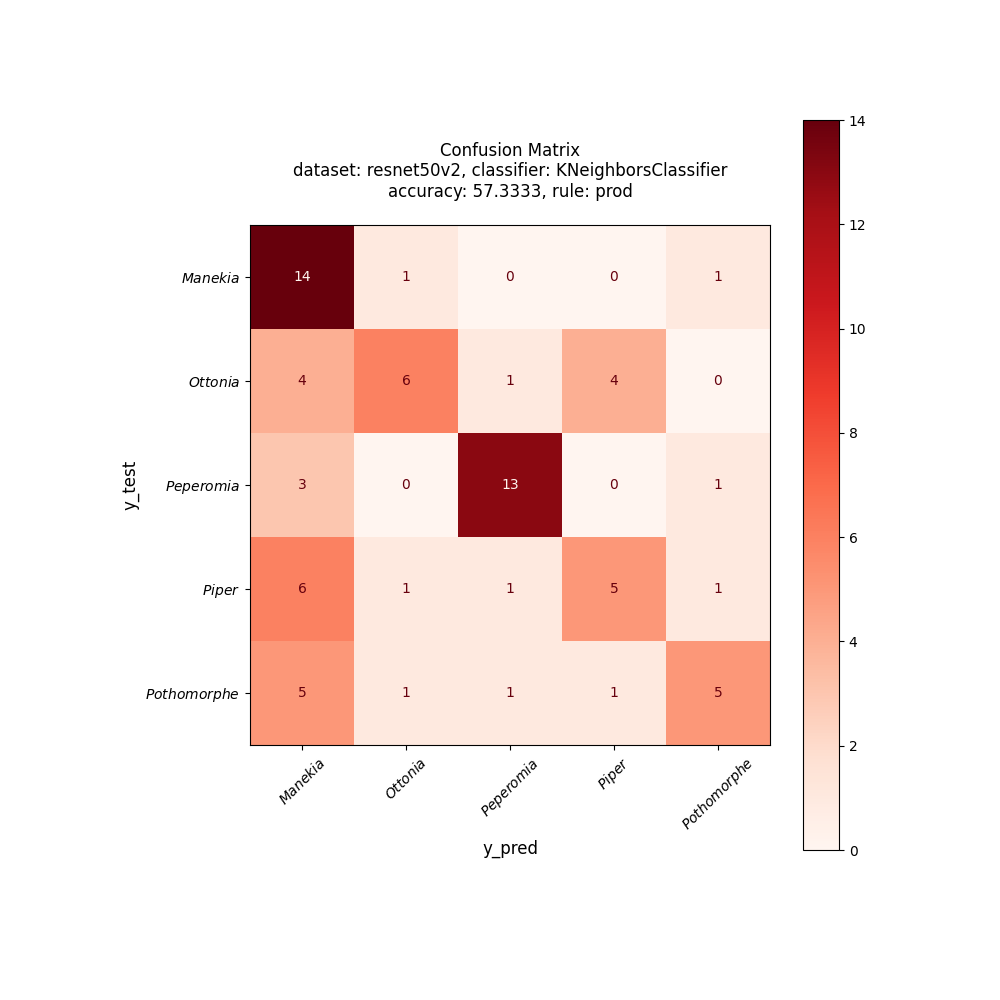 Confusion Matrix
dataset: resnet50v2, classifier: KNeighborsClassifier
accuracy: 57.3333, rule: prod
y_test
Manekia 14 1 0 0 1
Ottonia 4 6 1 4 0
Peperomia 3 0 13 0 1
Piper 6 1 1 5 1
Pothomorphe 5 1 1 1 5
Manekia Ottonia Peperomia Piper Pothomorphe
y_pred
14
12
10
8
6
4
2
0